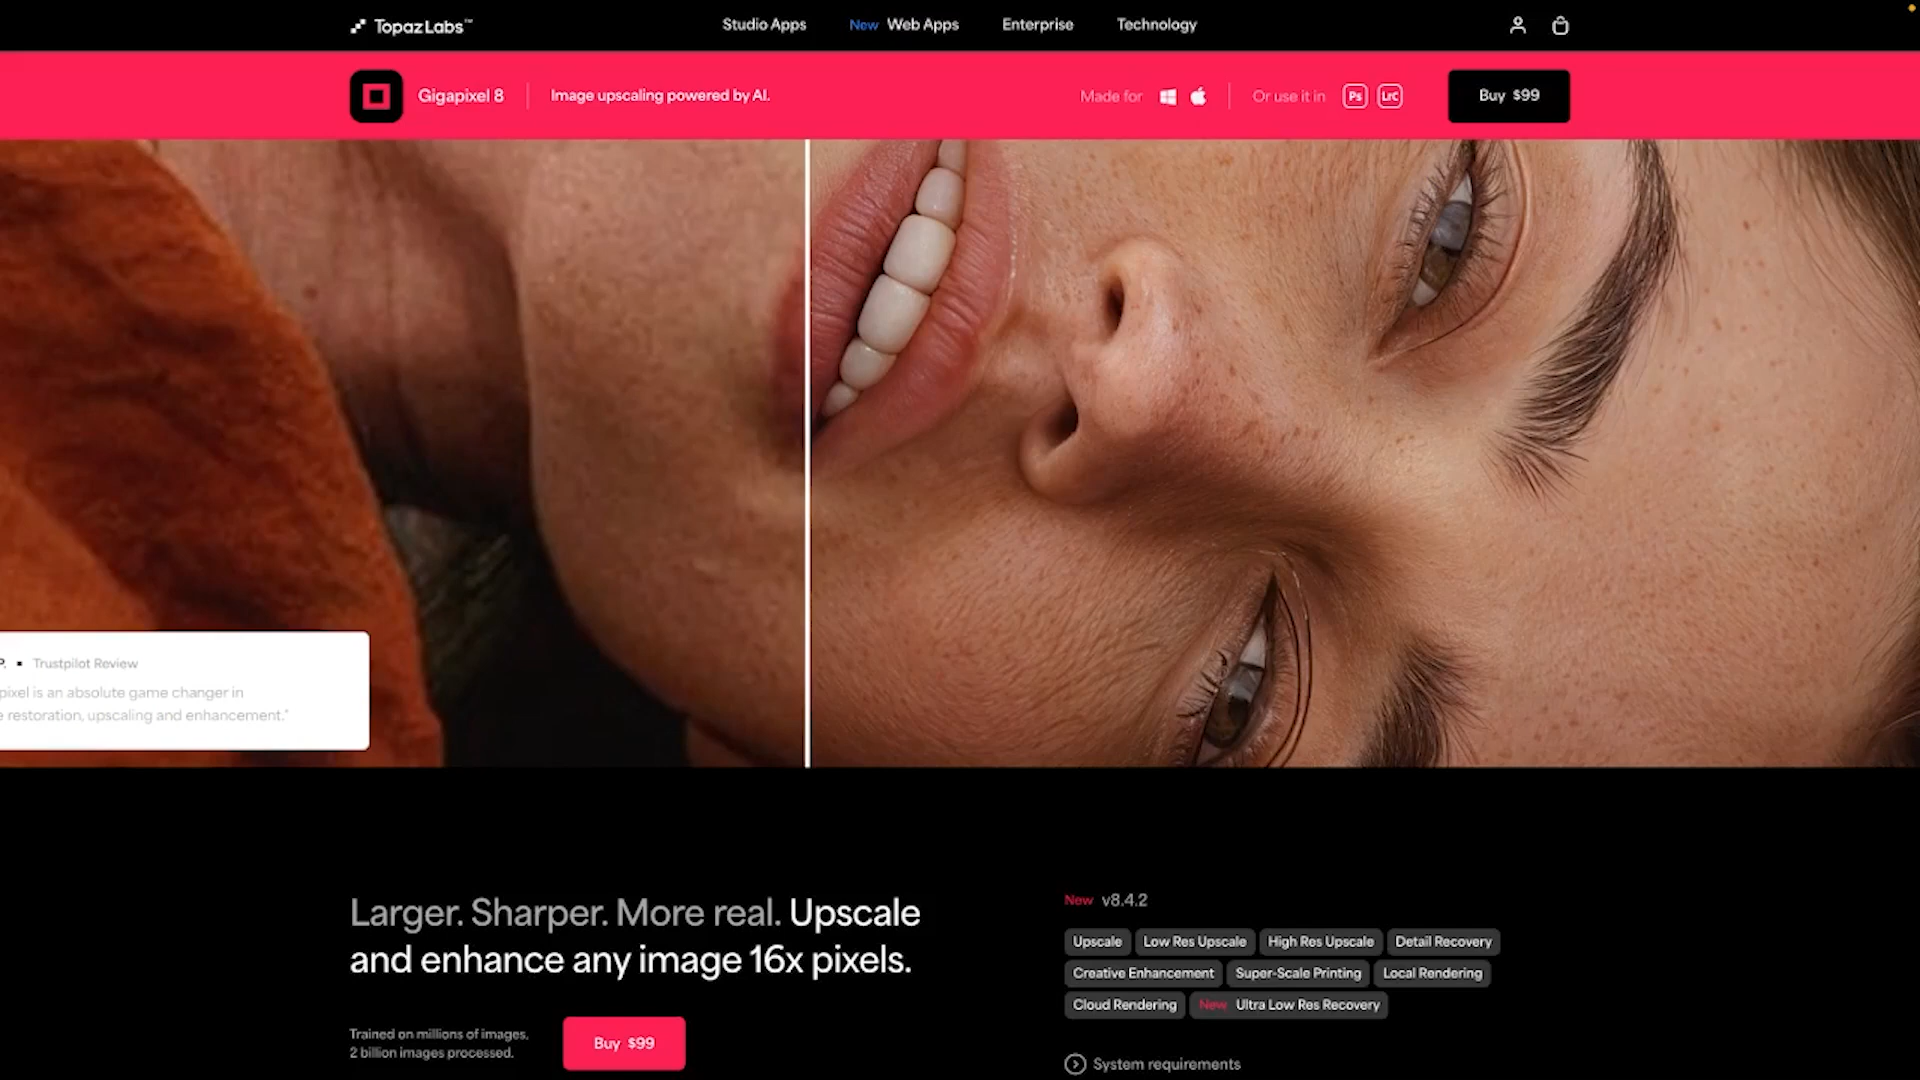 Topaz Labs™
Studio Apps
New Web Apps
Enterprise
Technology
Gigapixel 8
Image upscaling powered by AI.
Made for
Or use it in
Ps
LrC
Buy $99
P. ▪ Trustpilot Review
pixel is an absolute game changer in
e restoration, upscaling and enhancement."
Larger. Sharper. More real. Upscale
and enhance any image 16x pixels.
Trained on millions of images,
2 billion images processed.
Buy $99
New v8.4.2
Upscale
Low Res Upscale
High Res Upscale
Detail Recovery
Creative Enhancement
Super-Scale Printing
Local Rendering
Cloud Rendering
New Ultra Low Res Recovery
System requirements